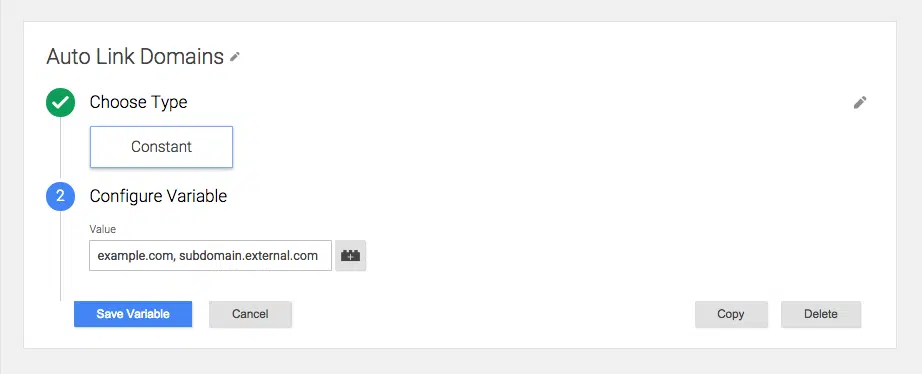 Auto Link Domains
Choose Type
Constant
2 Configure Variable
Value
example.com, subdomain.external.com
Save Variable Cancel Copy Delete